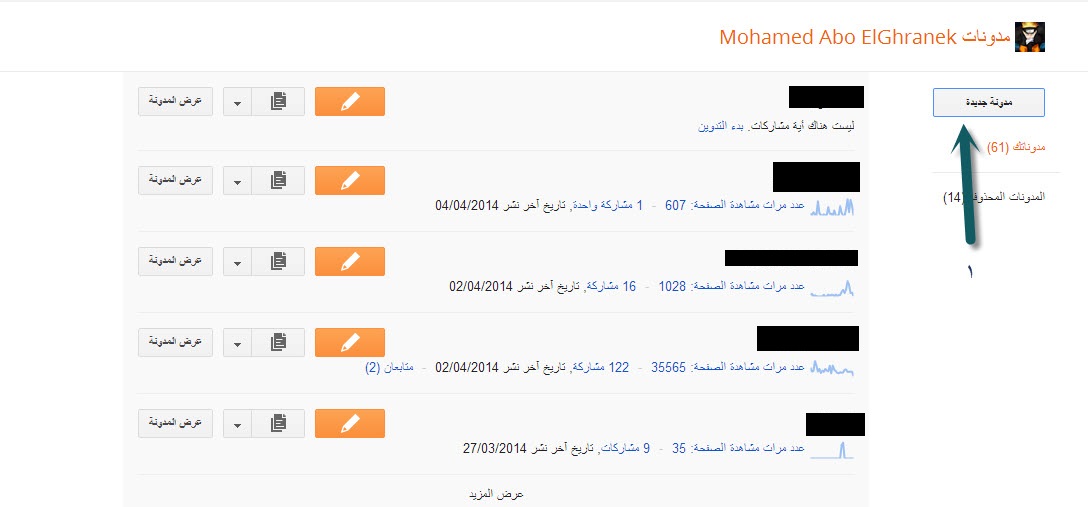 مدونات Mohamed Abo ElGhranek
مدونة جديدة
مدوناتك (61)
المدونات المحذوفة (14)
١
عرض المدونة
ليست هناك أية مشاركات. بدء التدوين
عرض المدونة
عدد مرات مشاهدة الصفحة: 607 - 1 مشاركة واحدة, تاريخ آخر نشر 04/04/2014
عرض المدونة
عدد مرات مشاهدة الصفحة: 1028 - 16 مشاركة, تاريخ آخر نشر 02/04/2014
عرض المدونة
عدد مرات مشاهدة الصفحة: 35565 - 122 مشاركة, تاريخ آخر نشر 02/04/2014 - متابعان (2)
عرض المدونة
عدد مرات مشاهدة الصفحة: 35 - 9 مشاركات, تاريخ آخر نشر 27/03/2014
عرض المزيد